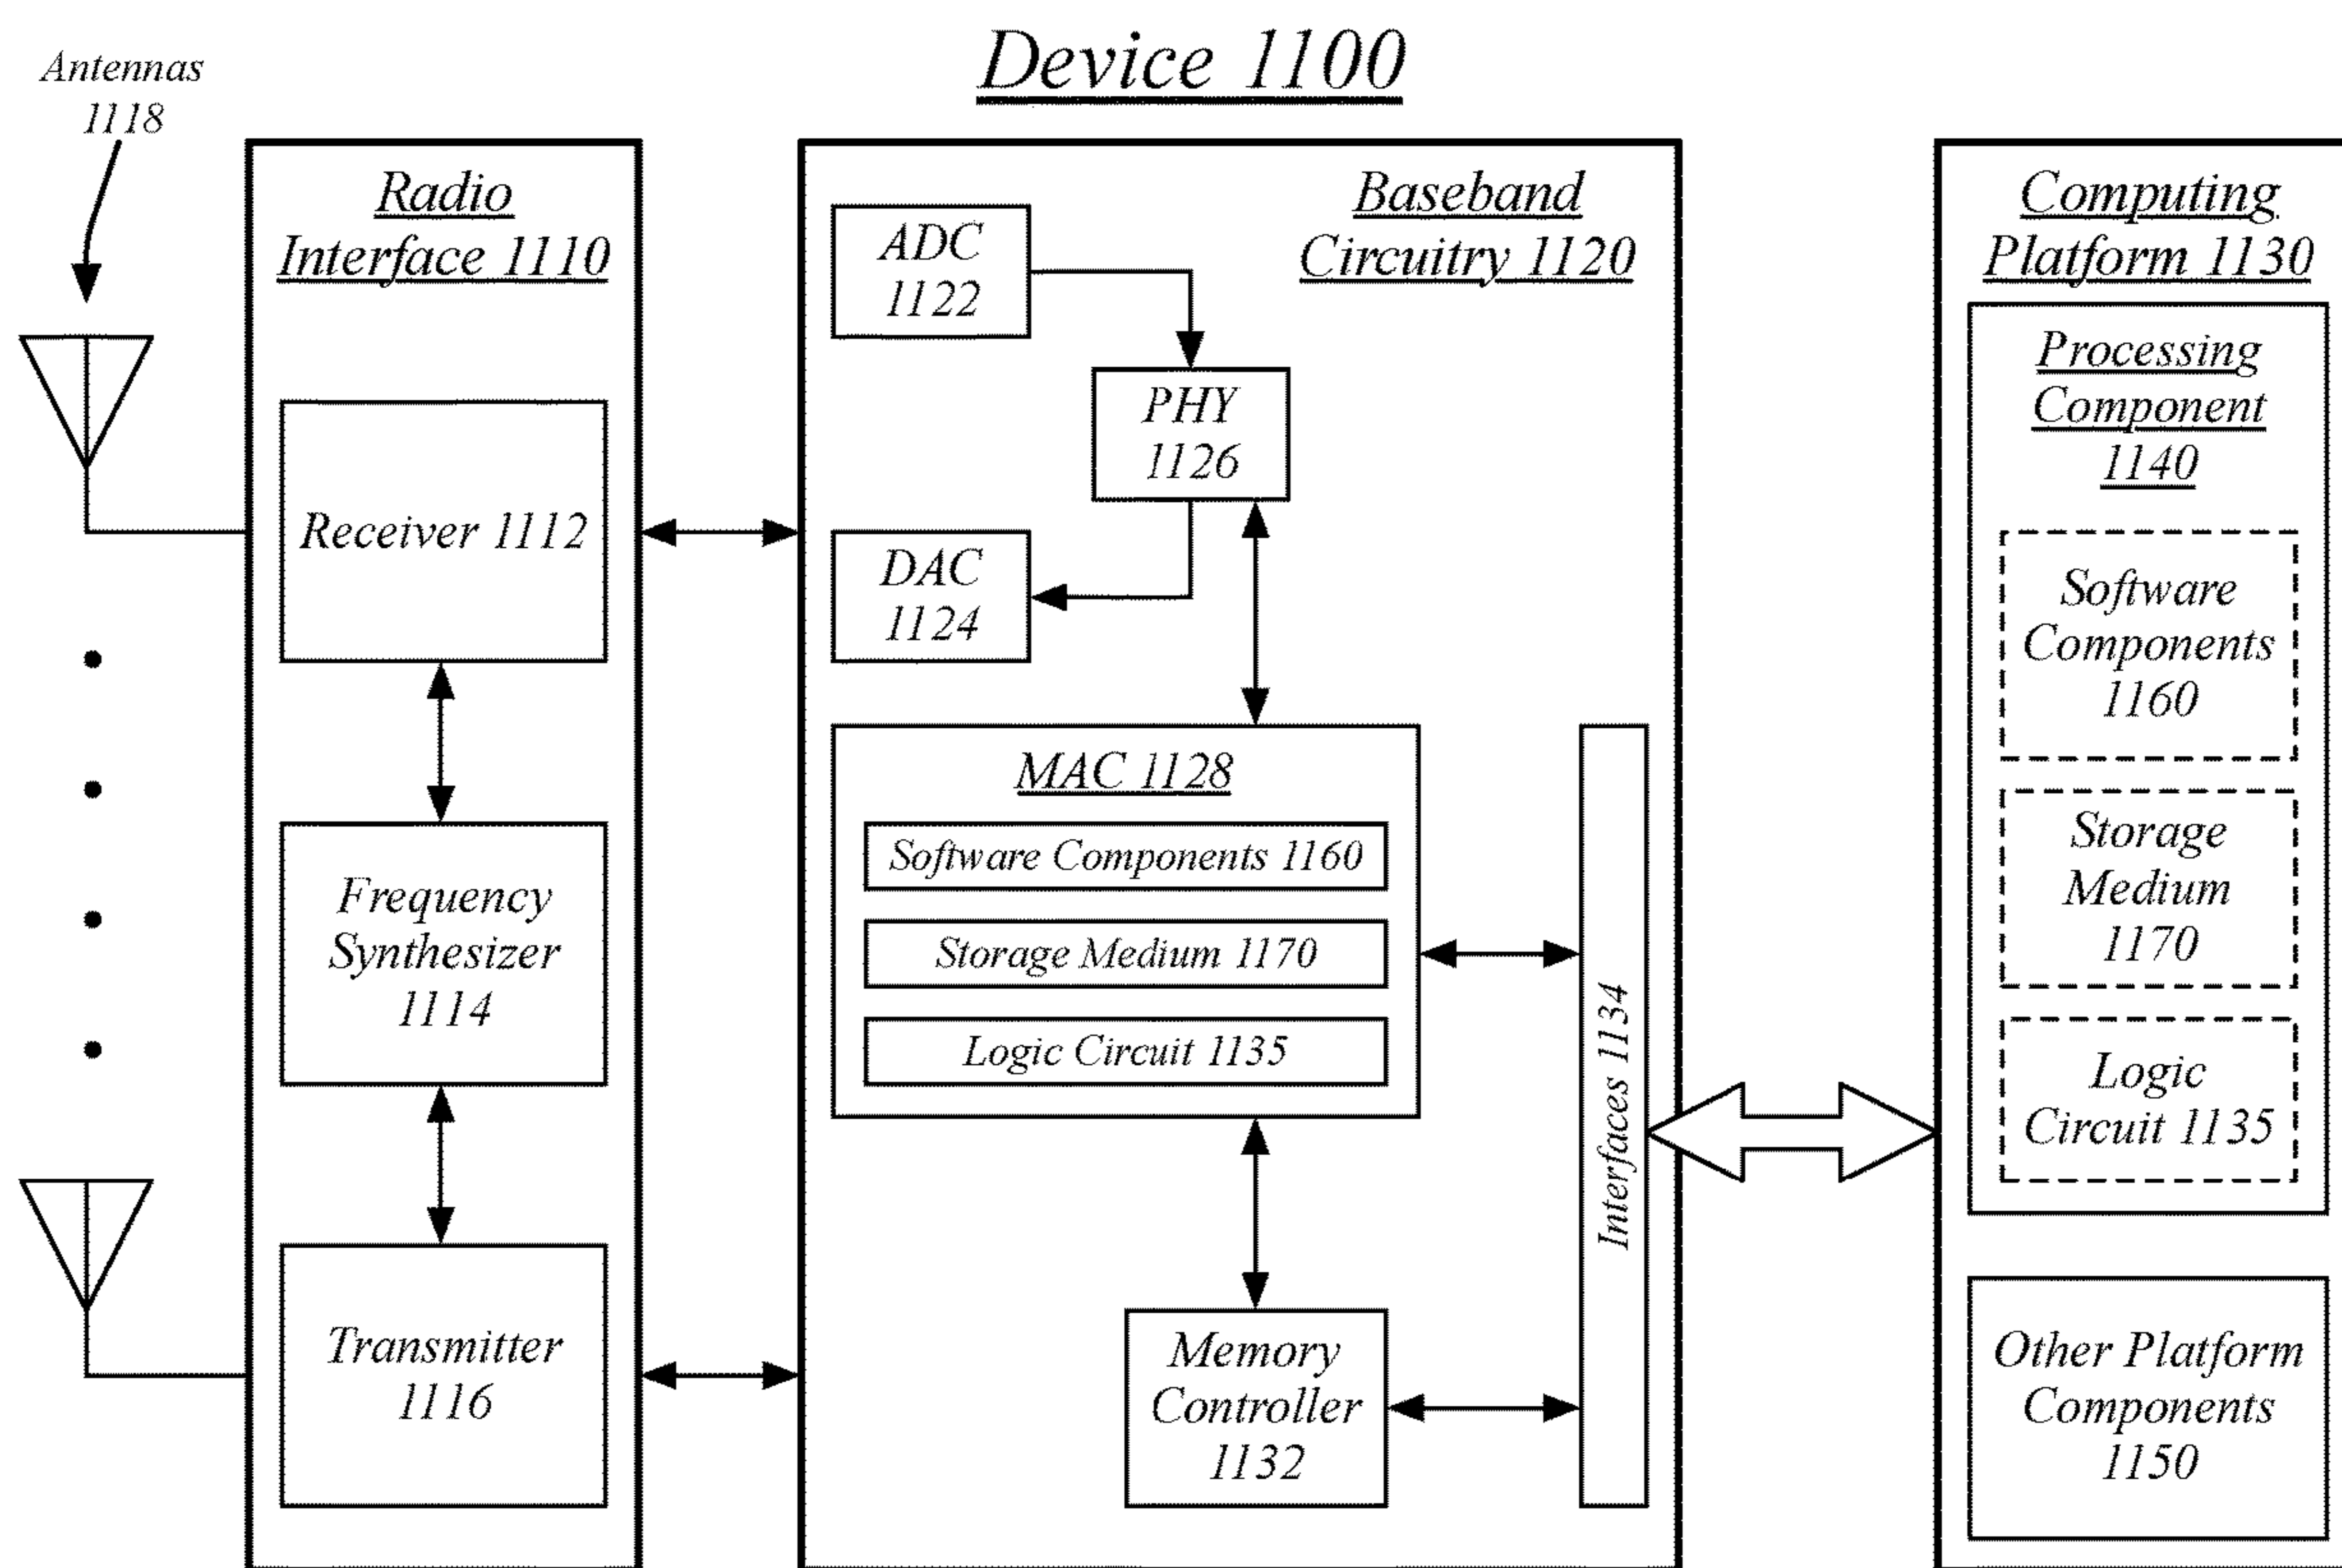 Device 1100
Antennas
1118
Radio
Interface 1110
Receiver 1112
Frequency
Synthesizer
1114
Transmitter
1116
Baseband
Circuitry 1120
ADC
1122
PHY
1126
DAC
1124
MAC 1128
Software Components 1160
Storage Medium 1170
Logic Circuit 1135
Interfaces 1134
Memory
Controller
1132
Computing
Platform 1130
Processing
Component
1140
Software
Components
1160
Storage
Medium
1170
Logic
Circuit 1135
Other Platform
Components
1150